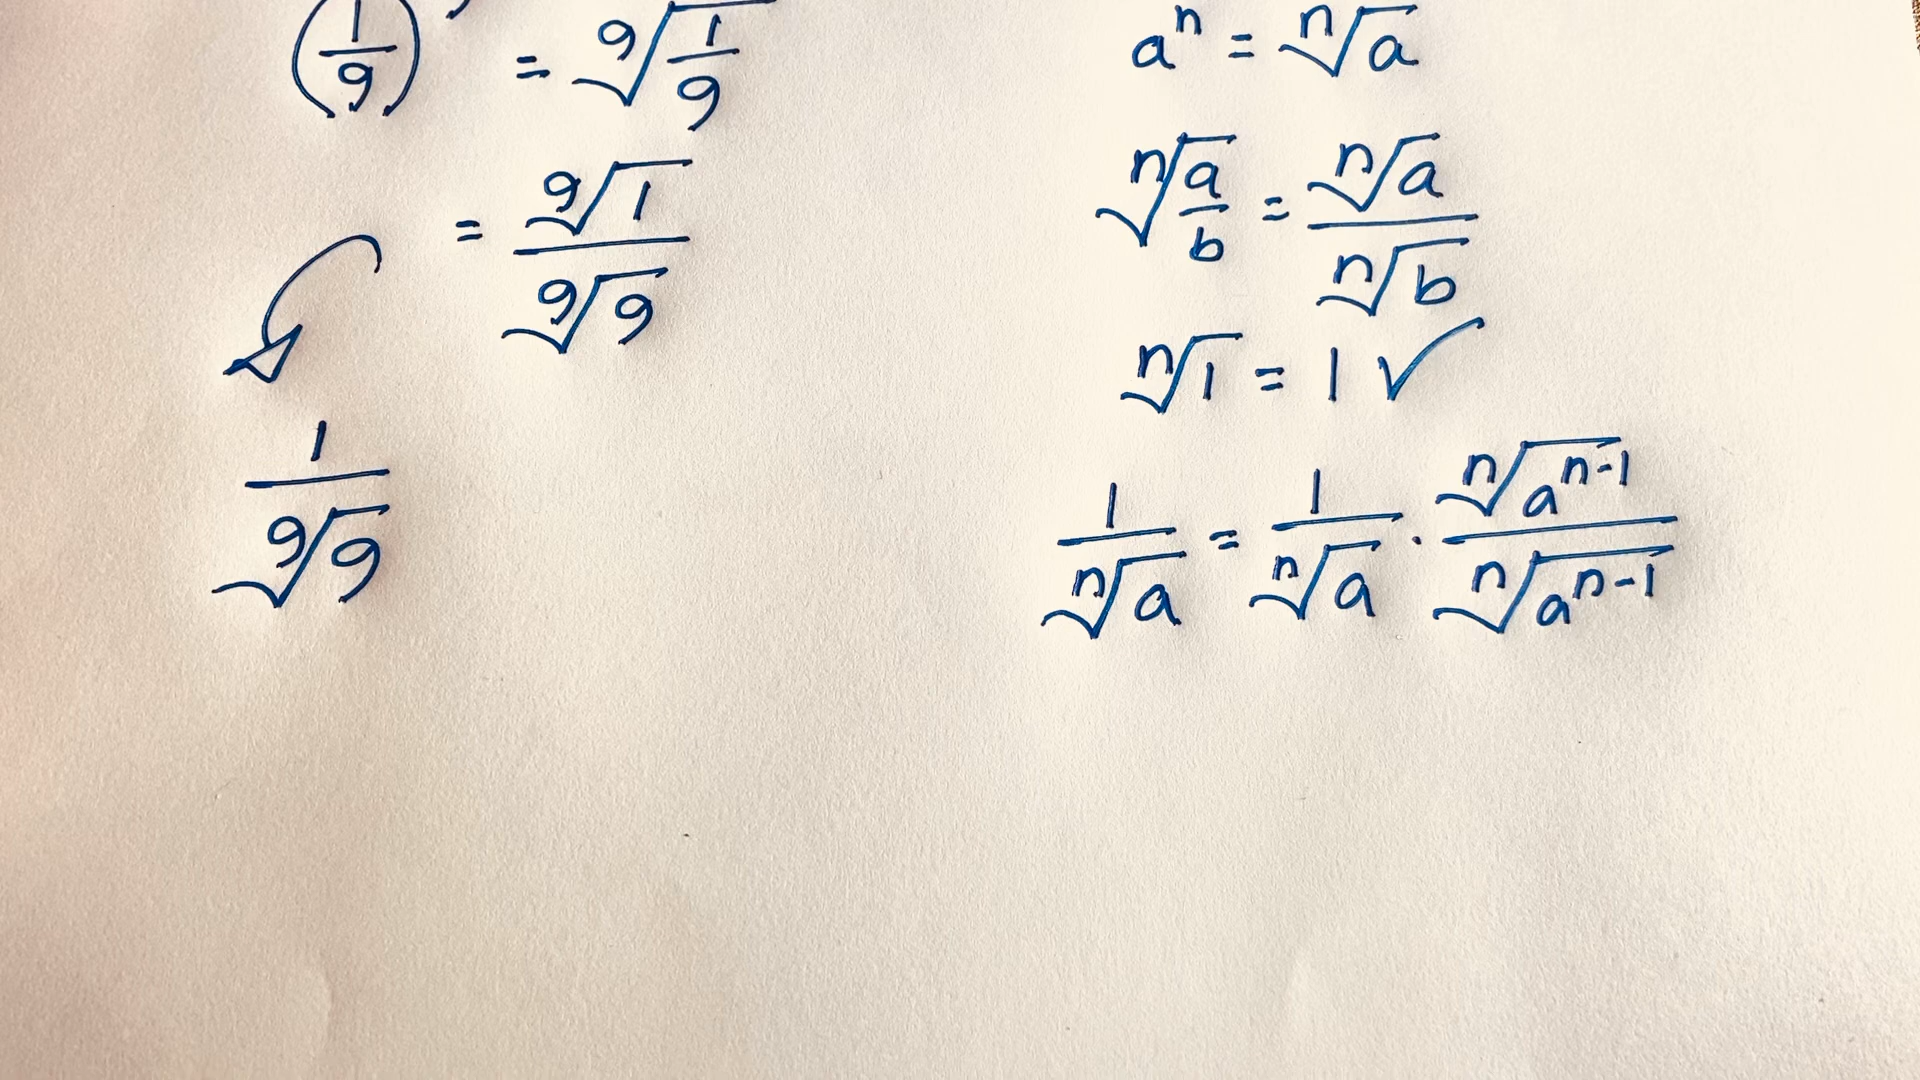 (1/9) = ⁹√(1/9)
= ⁹√1 / ⁹√9
1 / ⁹√9
aⁿ = ⁿ√a
ⁿ√(a/b) = ⁿ√a / ⁿ√b
ⁿ√1 = 1 ✓
1 / ⁿ√a = 1 / ⁿ√a · ⁿ√aⁿ⁻¹ / ⁿ√aⁿ⁻¹